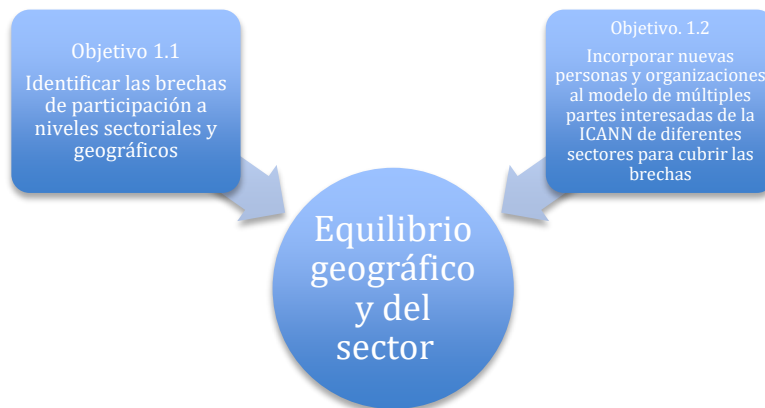 Objetivo 1.1
Identificar las brechas
de participación a
niveles sectoriales y
geográficos
Objetivo. 1.2
Incorporar nuevas
personas y organizaciones
al modelo de múltiples
partes interesadas de la
ICANN de diferentes
sectores para cubrir las
brechas
Equilibrio
geográfico
y del
sector